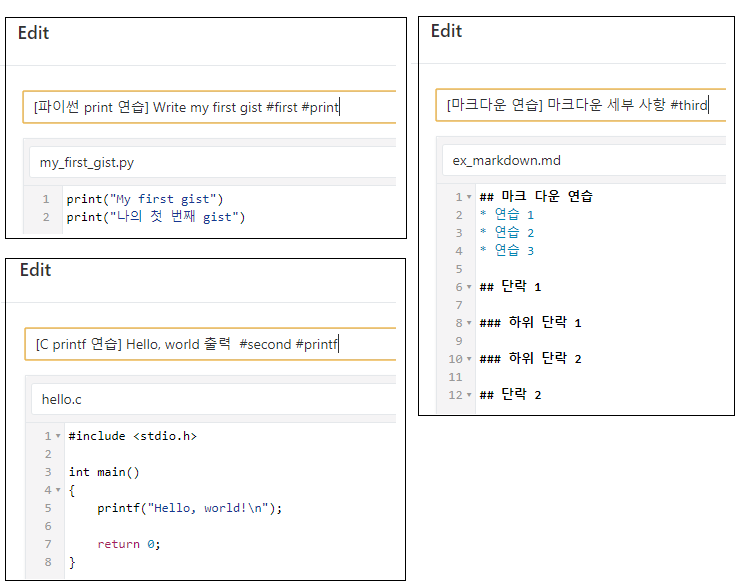 Edit
[파이썬 print 연습] Write my first gist #first #print
my_first_gist.py
1 print("My first gist")
2 print("나의 첫 번째 gist")
Edit
[C printf 연습] Hello, world 출력 #second #printf
hello.c
1 #include <stdio.h>
2
3 int main()
4 {
5 printf("Hello, world!\n");
6
7 return 0;
8 }
Edit
[마크다운 연습] 마크다운 세부 사항 #third
ex_markdown.md
1 ## 마크 다운 연습
2 * 연습 1
3 * 연습 2
4 * 연습 3
5
6 ## 단락 1
7
8 ### 하위 단락 1
9
10 ### 하위 단락 2
11
12 ## 단락 2